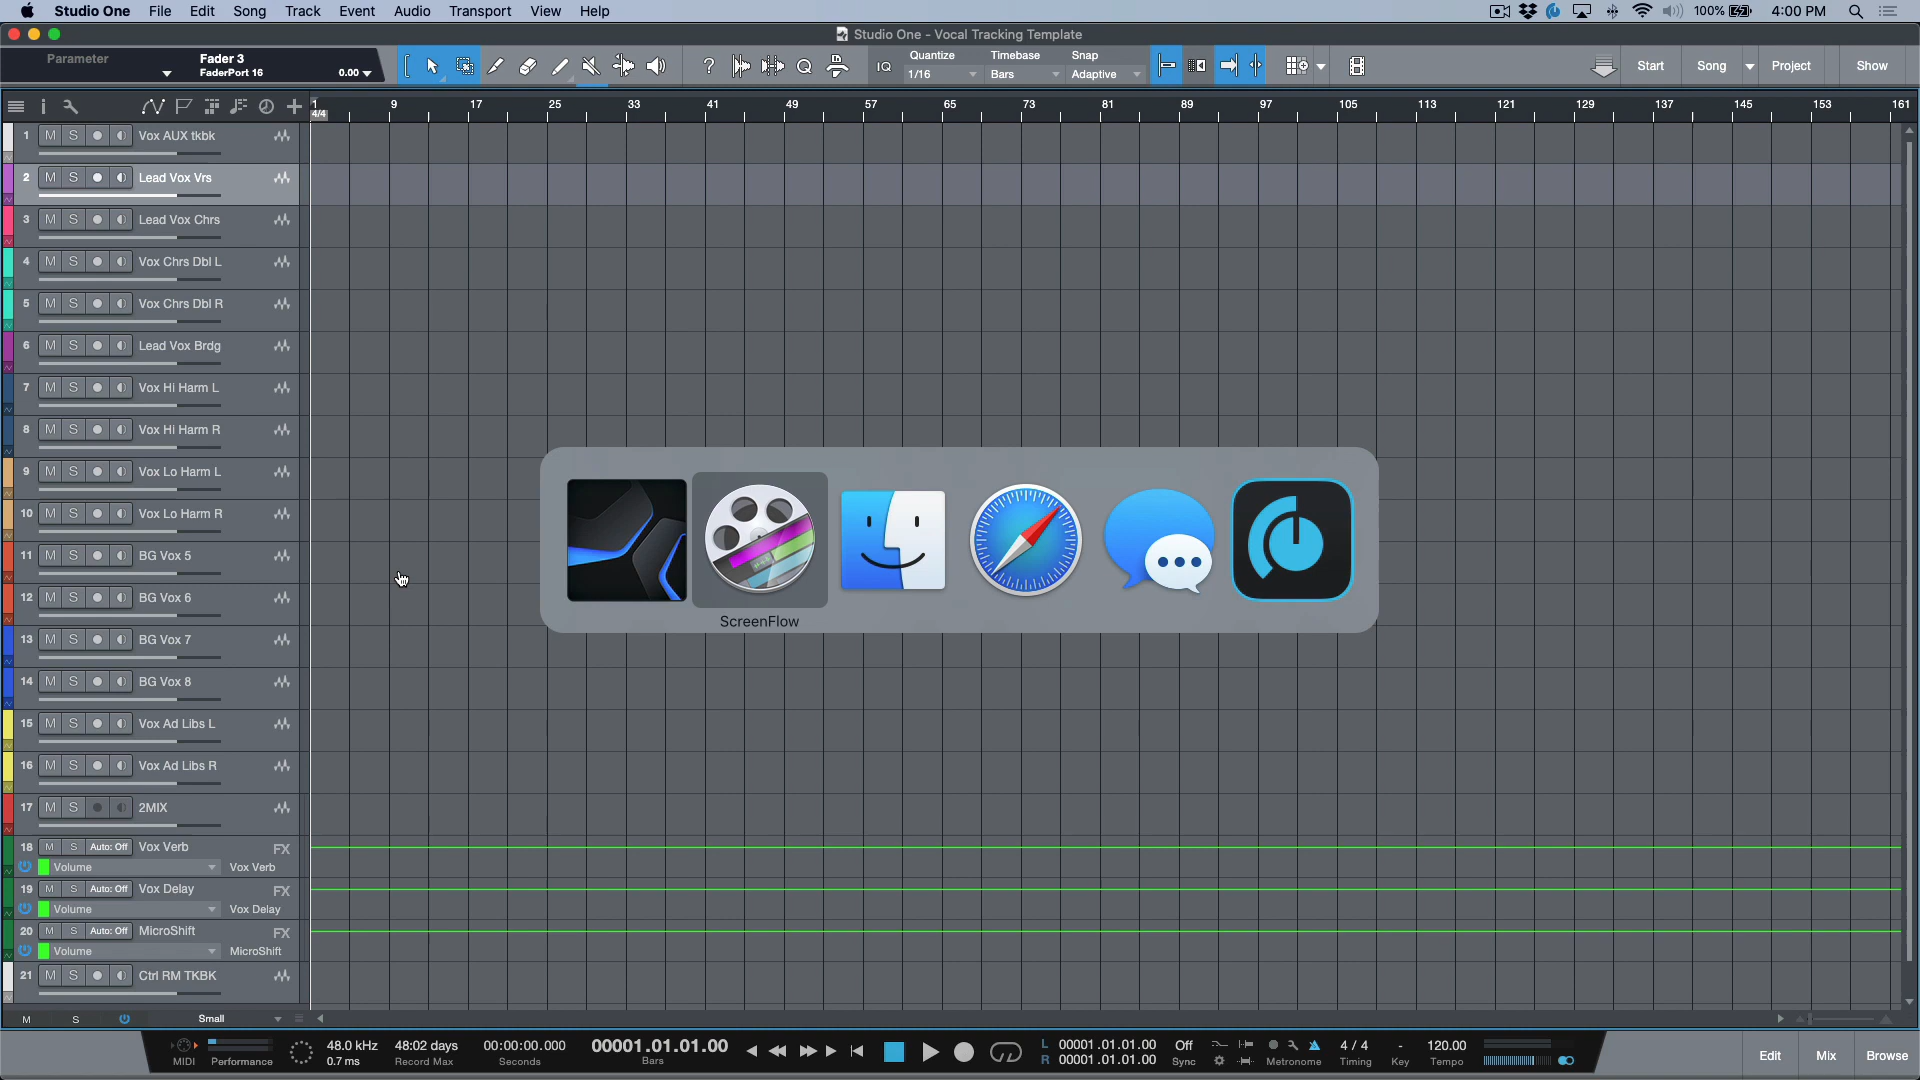 Studio One File Edit Song Track Event Audio Transport View Help 100% 4:00 PM
Studio One - Vocal Tracking Template
Parameter Fader 3
FaderPort 16 0.00
IQ Quantize Timebase Snap
1/16 Bars Adaptive
Start Song Project Show
1 9 17 25 33 41 49 57 65 73 81 89 97 105 113 121 129 137 145 153 161
4/4
1 M S Vox AUX tkbk
2 M S Lead Vox Vrs
3 M S Lead Vox Chrs
4 M S Vox Chrs Dbl L
5 M S Vox Chrs Dbl R
6 M S Lead Vox Brdg
7 M S Vox Hi Harm L
8 M S Vox Hi Harm R
9 M S Vox Lo Harm L
10 M S Vox Lo Harm R
11 M S BG Vox 5
12 M S BG Vox 6
13 M S BG Vox 7
14 M S BG Vox 8
15 M S Vox Ad Libs L
16 M S Vox Ad Libs R
17 M S 2MIX
18 M S Auto: Off Vox Verb FX
Volume Vox Verb
19 M S Auto: Off Vox Delay FX
Volume Vox Delay
20 M S Auto: Off MicroShift FX
Volume MicroShift
21 M S Ctrl RM TKBK
ScreenFlow
M S Small
MIDI Performance
48.0 kHz
0.7 ms
48:02 days
Record Max
00:00:00.000
Seconds
00001.01.01.00
Bars
L 00001.01.01.00
R 00001.01.01.00
Off
Sync
Metronome
4 / 4
Timing
-
Key
120.00
Tempo
Edit Mix Browse